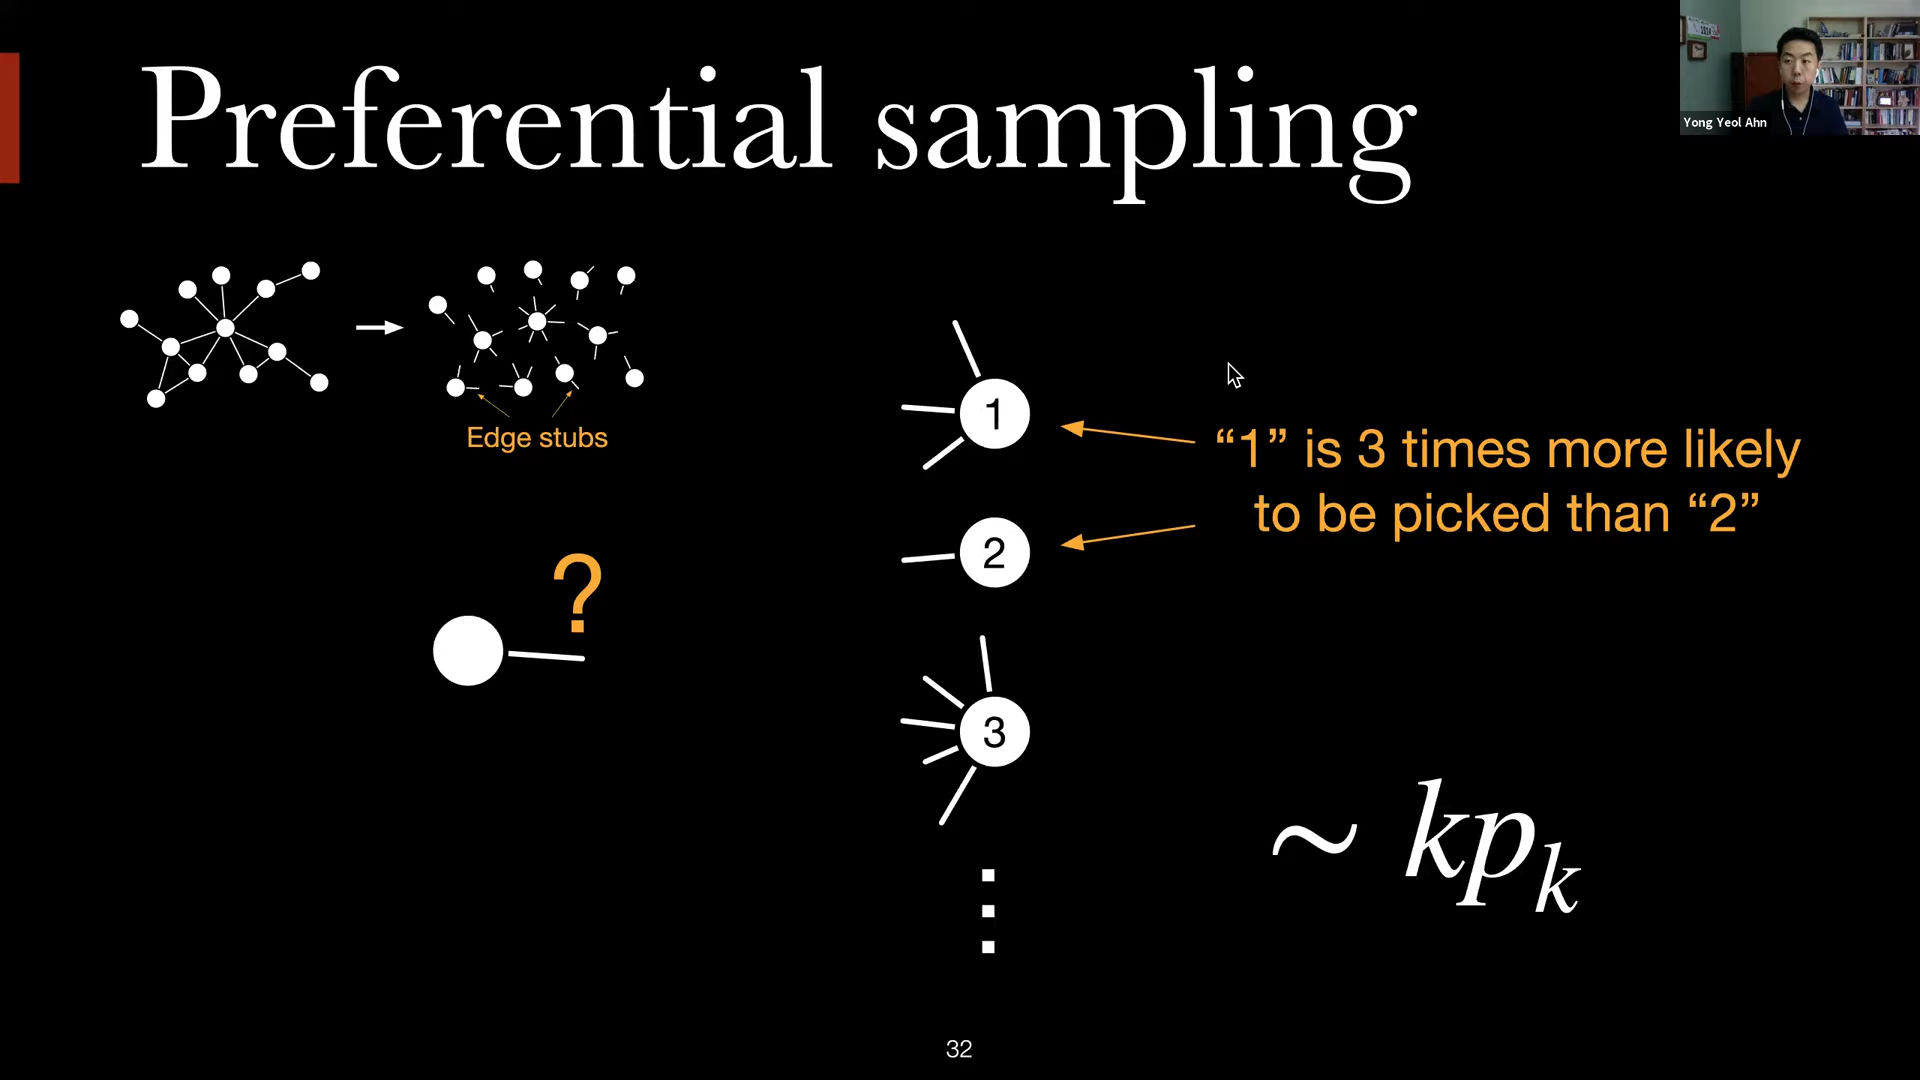 Preferential sampling
Yong Yeol Ahn
Edge stubs
1
“1” is 3 times more likely
to be picked than “2”
2
?
3
~ kpₖ
32